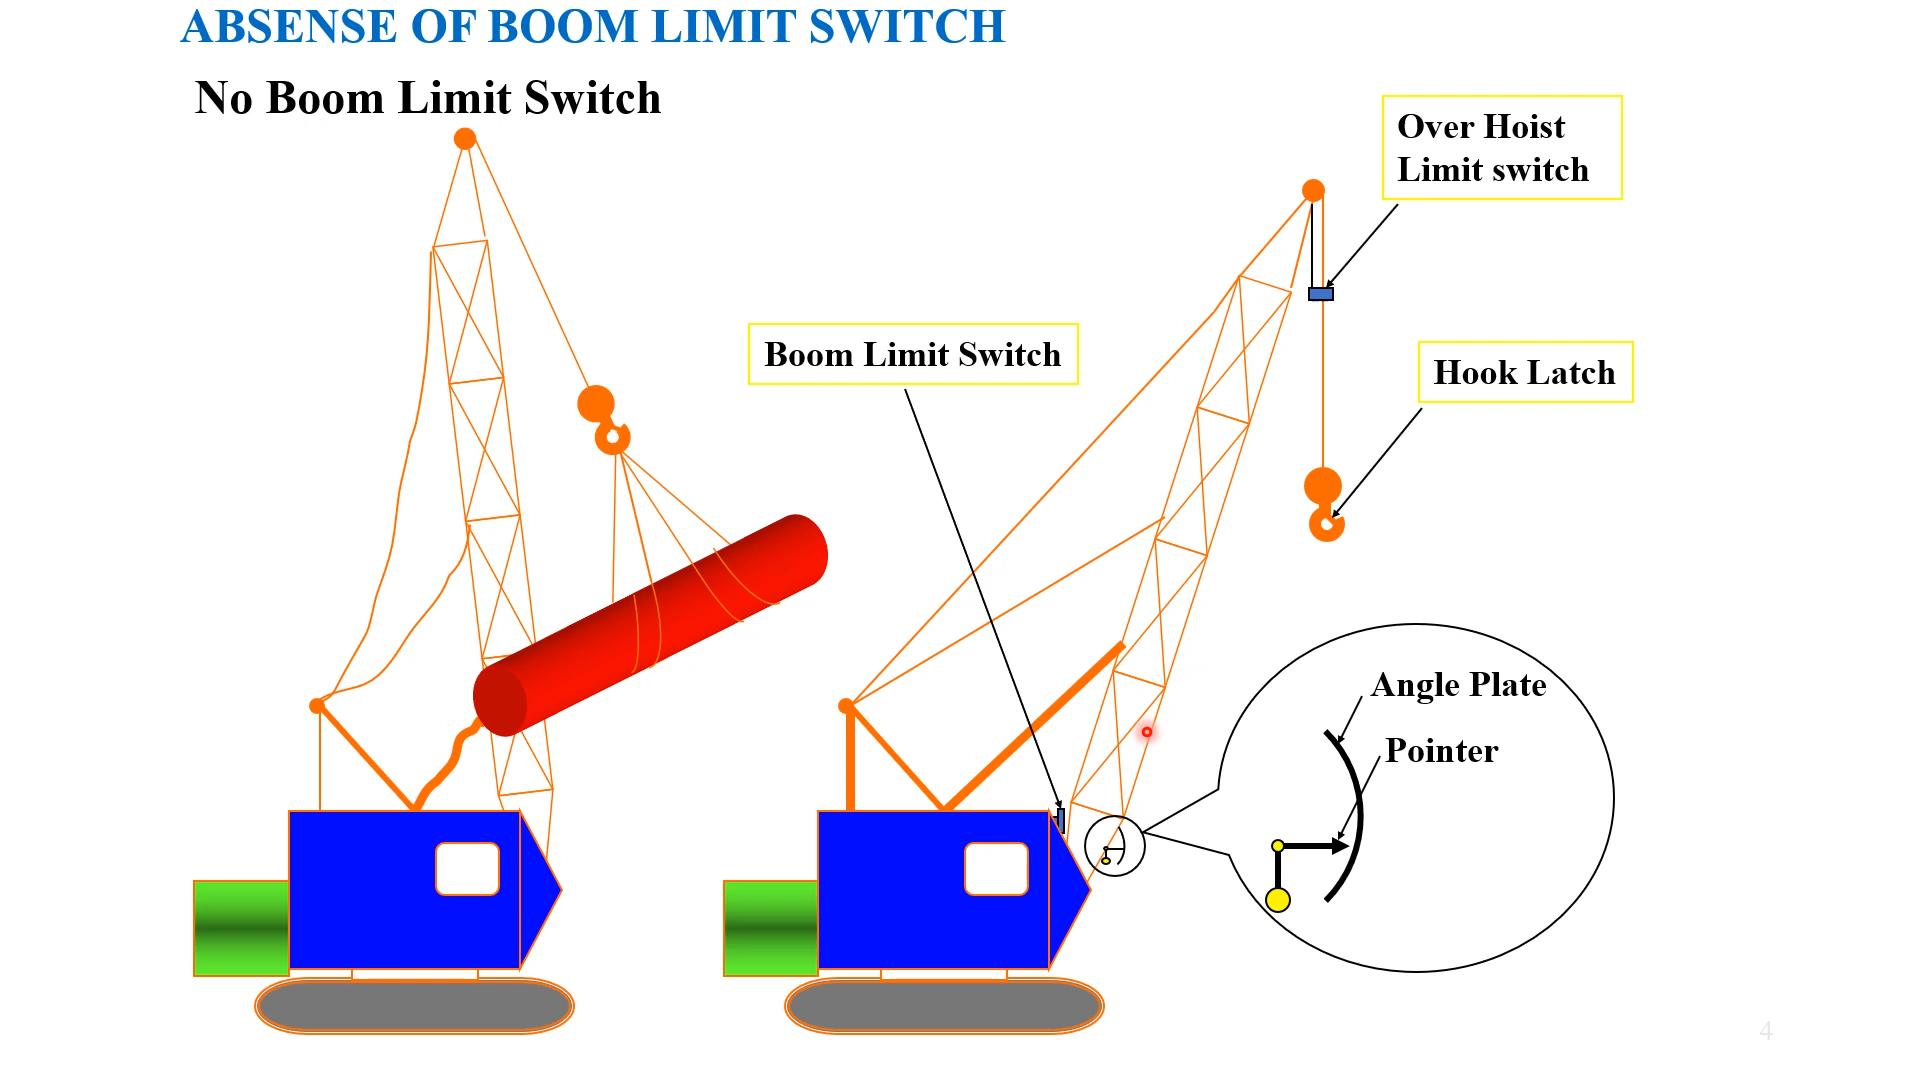 ABSENSE OF BOOM LIMIT SWITCH
No Boom Limit Switch
Over Hoist
Limit switch
Boom Limit Switch
Hook Latch
Angle Plate
Pointer
4